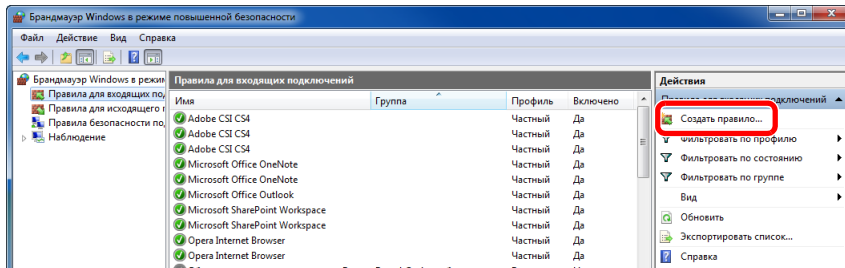 Брандмауэр Windows в режиме повышенной безопасности
Файл Действие Вид Справка
Брандмауэр Windows в режим
Правила для входящих по
Правила для исходящего
Правила безопасности по
Наблюдение
Правила для входящих подключений
Имя Группа Профиль Включено
Adobe CSI CS4 Частный Да
Adobe CSI CS4 Частный Да
Adobe CSI CS4 Частный Да
Microsoft Office OneNote Частный Да
Microsoft Office OneNote Частный Да
Microsoft Office Outlook Частный Да
Microsoft SharePoint Workspace Частный Да
Microsoft SharePoint Workspace Частный Да
Opera Internet Browser Частный Да
Opera Internet Browser Частный Да
Действия
Правила для входящих подключений
Создать правило...
Фильтровать по профилю
Фильтровать по состоянию
Фильтровать по группе
Вид
Обновить
Экспортировать список...
Справка